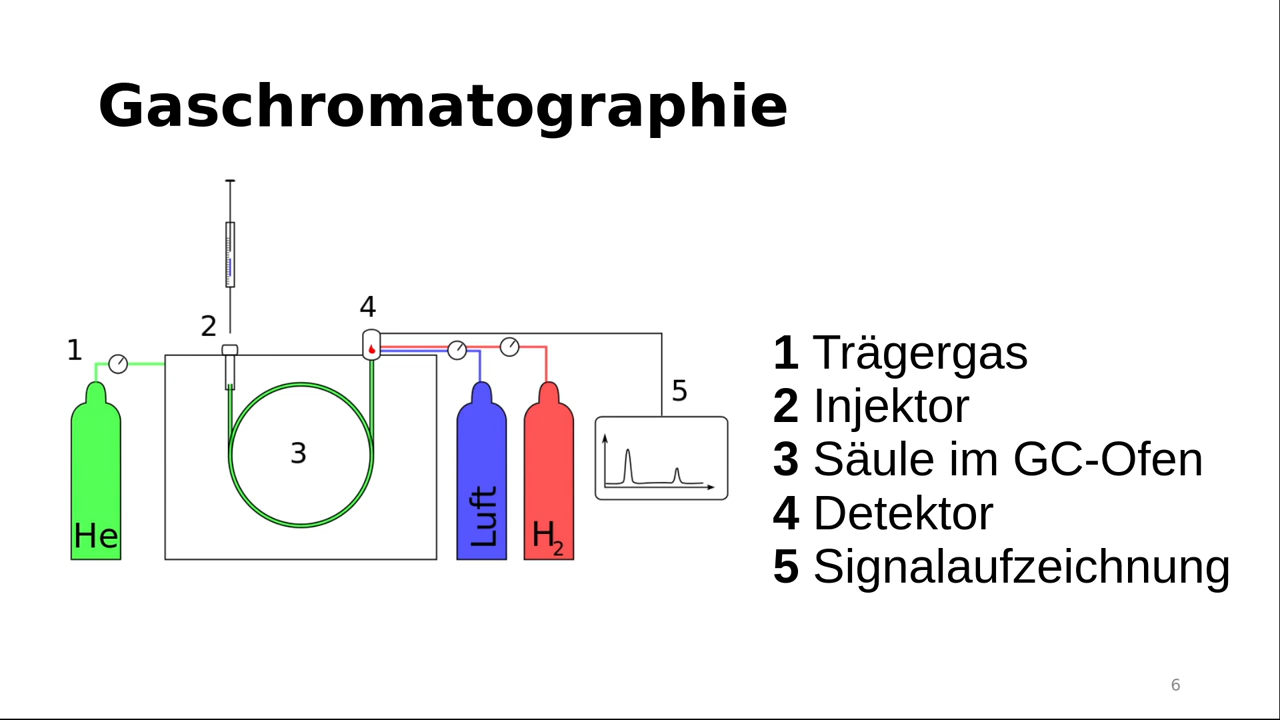 Gaschromatographie
4
2
1
5
3
He
Luft
H2
1 Trägergas
2 Injektor
3 Säule im GC-Ofen
4 Detektor
5 Signalaufzeichnung
6